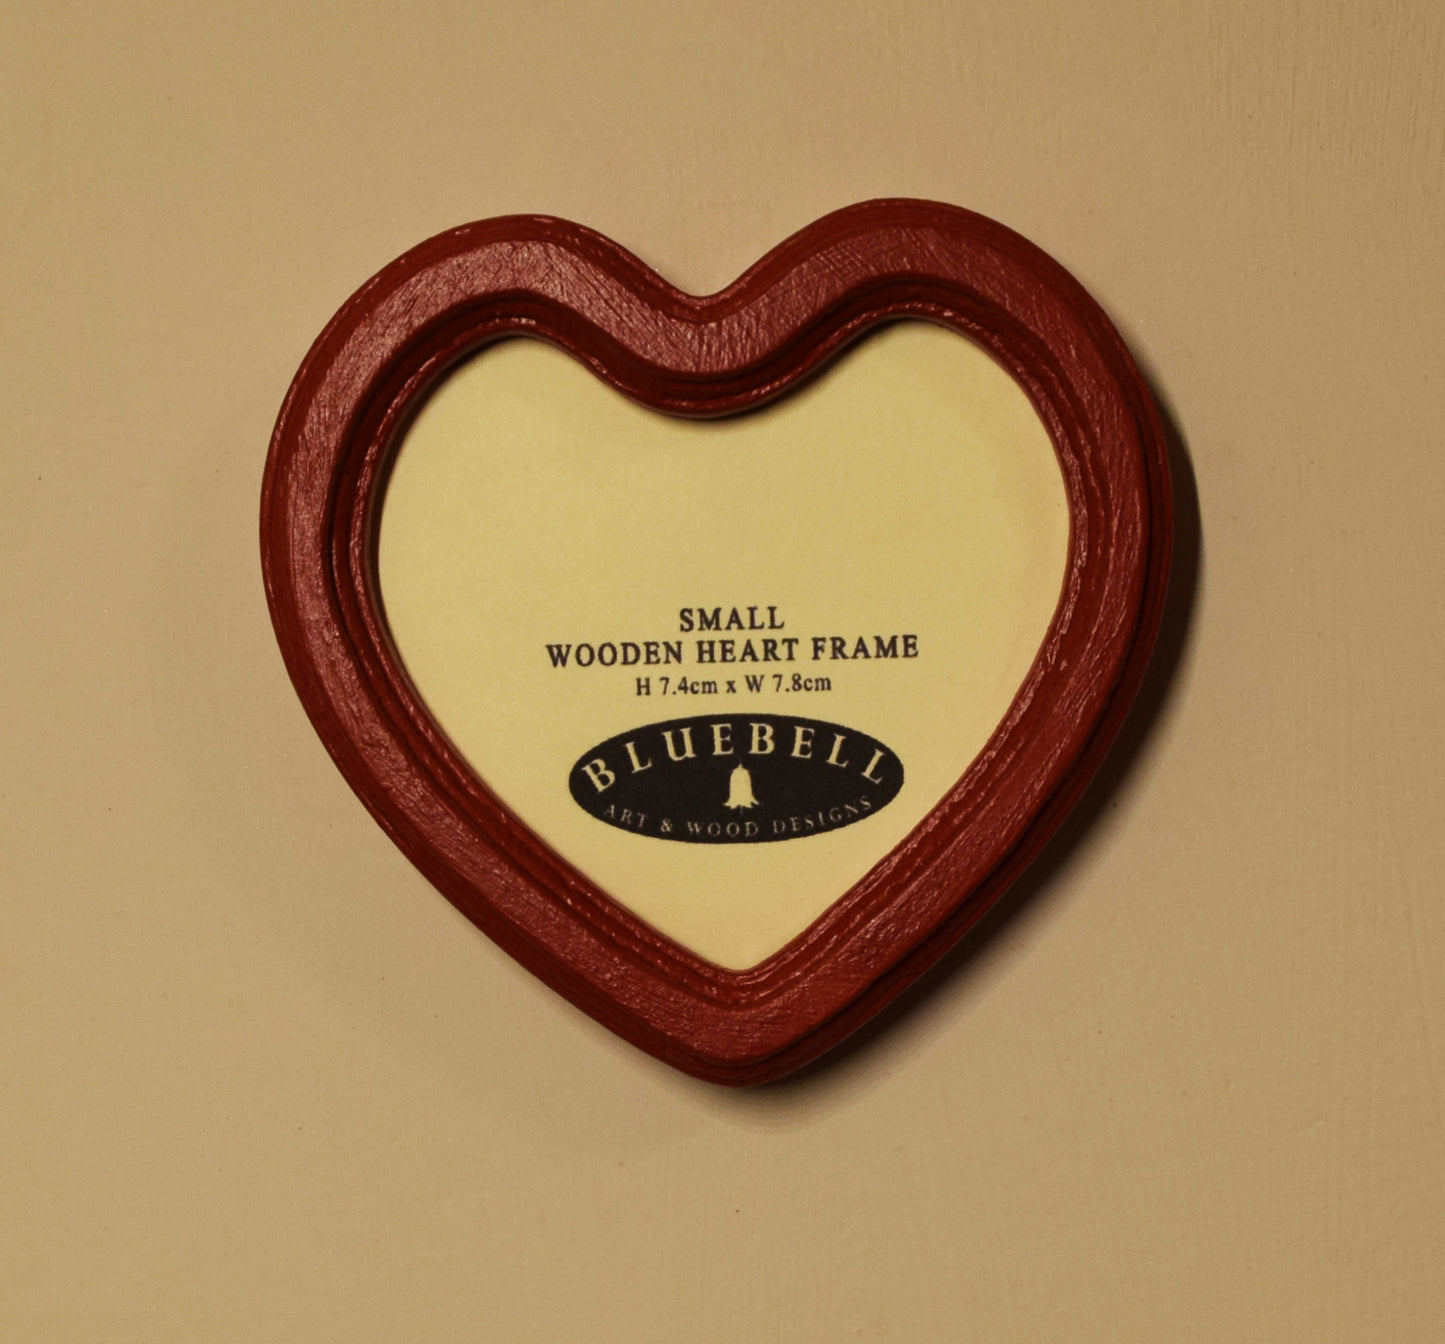 SMALL
WOODEN HEART FRAME
H 7.4cm x W 7.8cm
BLUEBELL
ART & WOOD DESIGNS